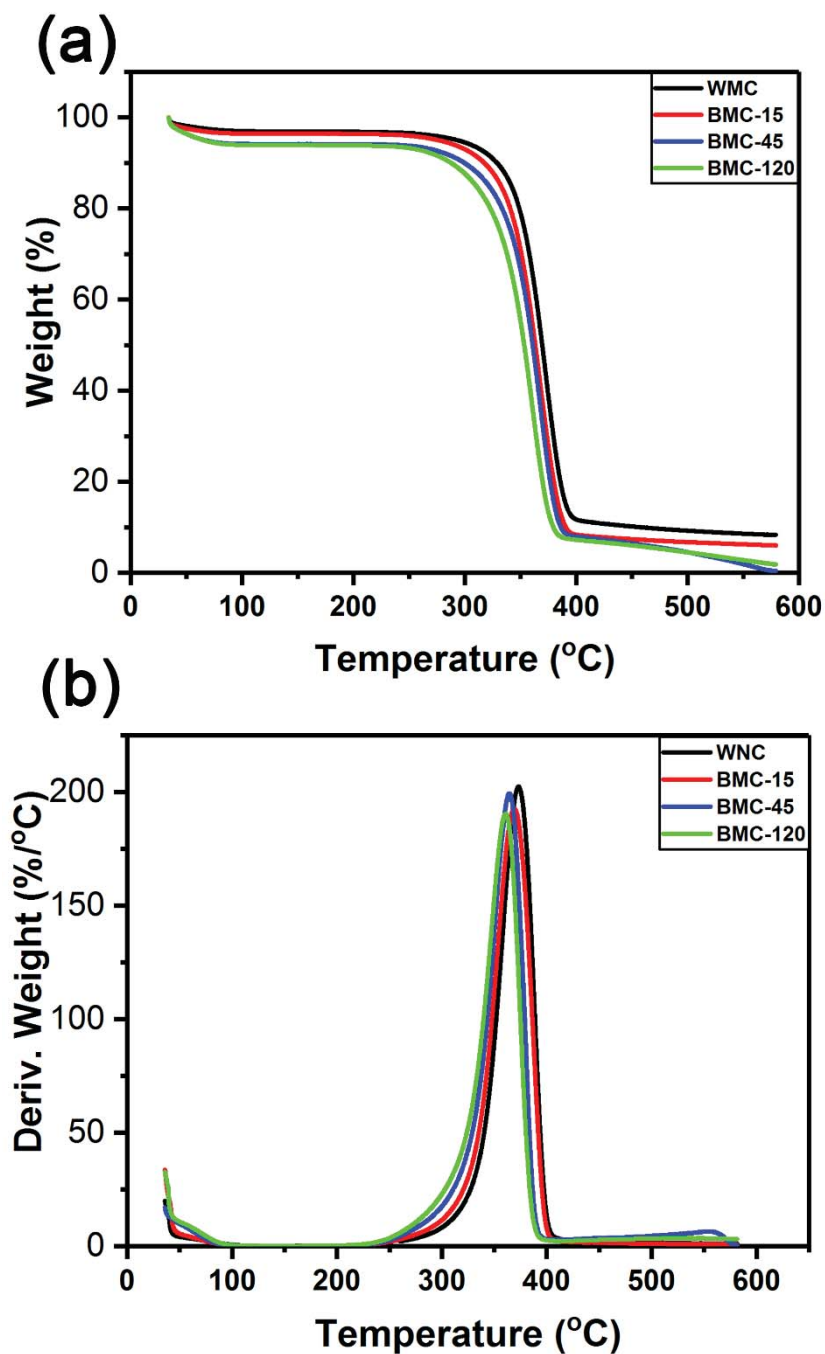 (a)
WMC
BMC-15
BMC-45
BMC-120
100
80
60
40
20
0
Weight (%)
0 100 200 300 400 500 600
Temperature (°C)
(b)
WNC
BMC-15
BMC-45
BMC-120
200
150
100
50
0
Deriv. Weight (%/°C)
0 100 200 300 400 500 600
Temperature (°C)